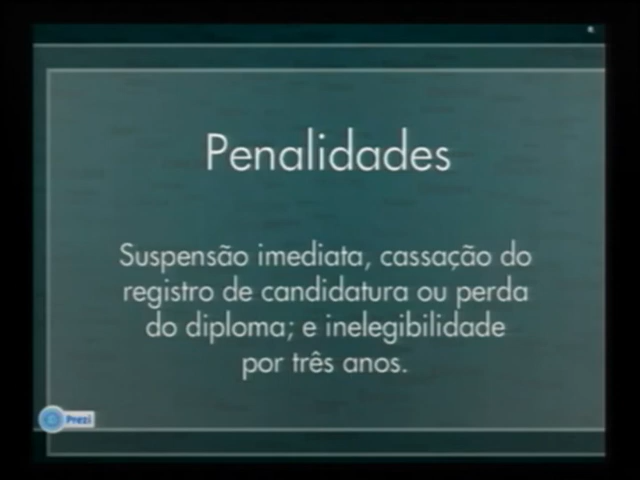 Penalidades
Suspensão imediata, cassação do
registro de candidatura ou perda
do diploma; e inelegibilidade
por três anos.
Prezi